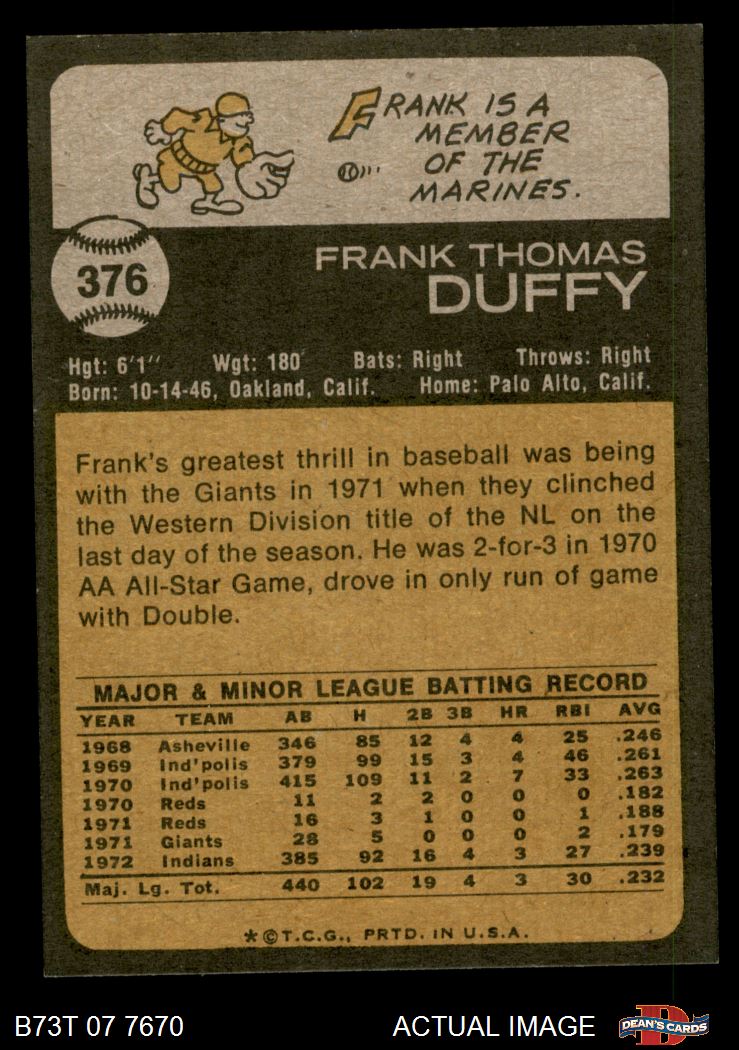 FRANK IS A
MEMBER
OF THE
MARINES.
376
FRANK THOMAS
DUFFY
Hgt: 6'1" Wgt: 180 Bats: Right Throws: Right
Born: 10-14-46, Oakland, Calif. Home: Palo Alto, Calif.
Frank's greatest thrill in baseball was being
with the Giants in 1971 when they clinched
the Western Division title of the NL on the
last day of the season. He was 2-for-3 in 1970
AA All-Star Game, drove in only run of game
with Double.
MAJOR & MINOR LEAGUE BATTING RECORD
YEAR TEAM AB H 2B 3B HR RBI AVG
1968 Asheville 346 85 12 4 4 25 .246
1969 Ind'polis 379 99 15 3 4 46 .261
1970 Ind'polis 415 109 11 2 7 33 .263
1970 Reds 11 2 2 0 0 0 .182
1971 Reds 16 3 1 0 0 1 .188
1971 Giants 28 5 0 0 0 2 .179
1972 Indians 385 92 16 4 3 27 .239
Maj. Lg. Tot. 440 102 19 4 3 30 .232
*©T.C.G., PRTD. IN U.S.A.
B73T 07 7670 ACTUAL IMAGE D
DEAN'S CARDS